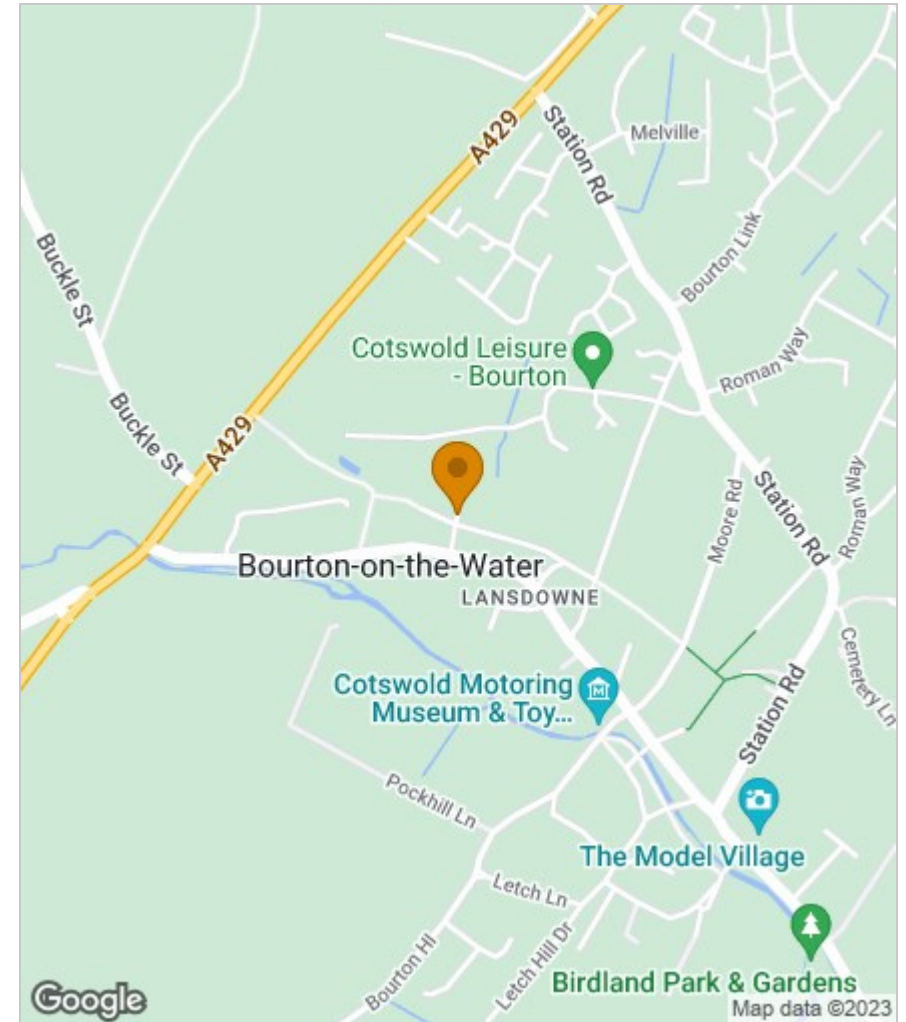 A429
Station Rd
Melville
Bourton Link
Buckle St
Cotswold Leisure
- Bourton
Roman Way
Buckle St
A429
Station Rd
Roman Way
Moore Rd
Bourton-on-the-Water
LANSDOWNE
Cemetery Ln
Cotswold Motoring
Museum & Toy...
Station Rd
Pockhill Ln
The Model Village
Letch Ln
Bourton Hl
Letch Hill Dr
Birdland Park & Gardens
Google
Map data ©2023